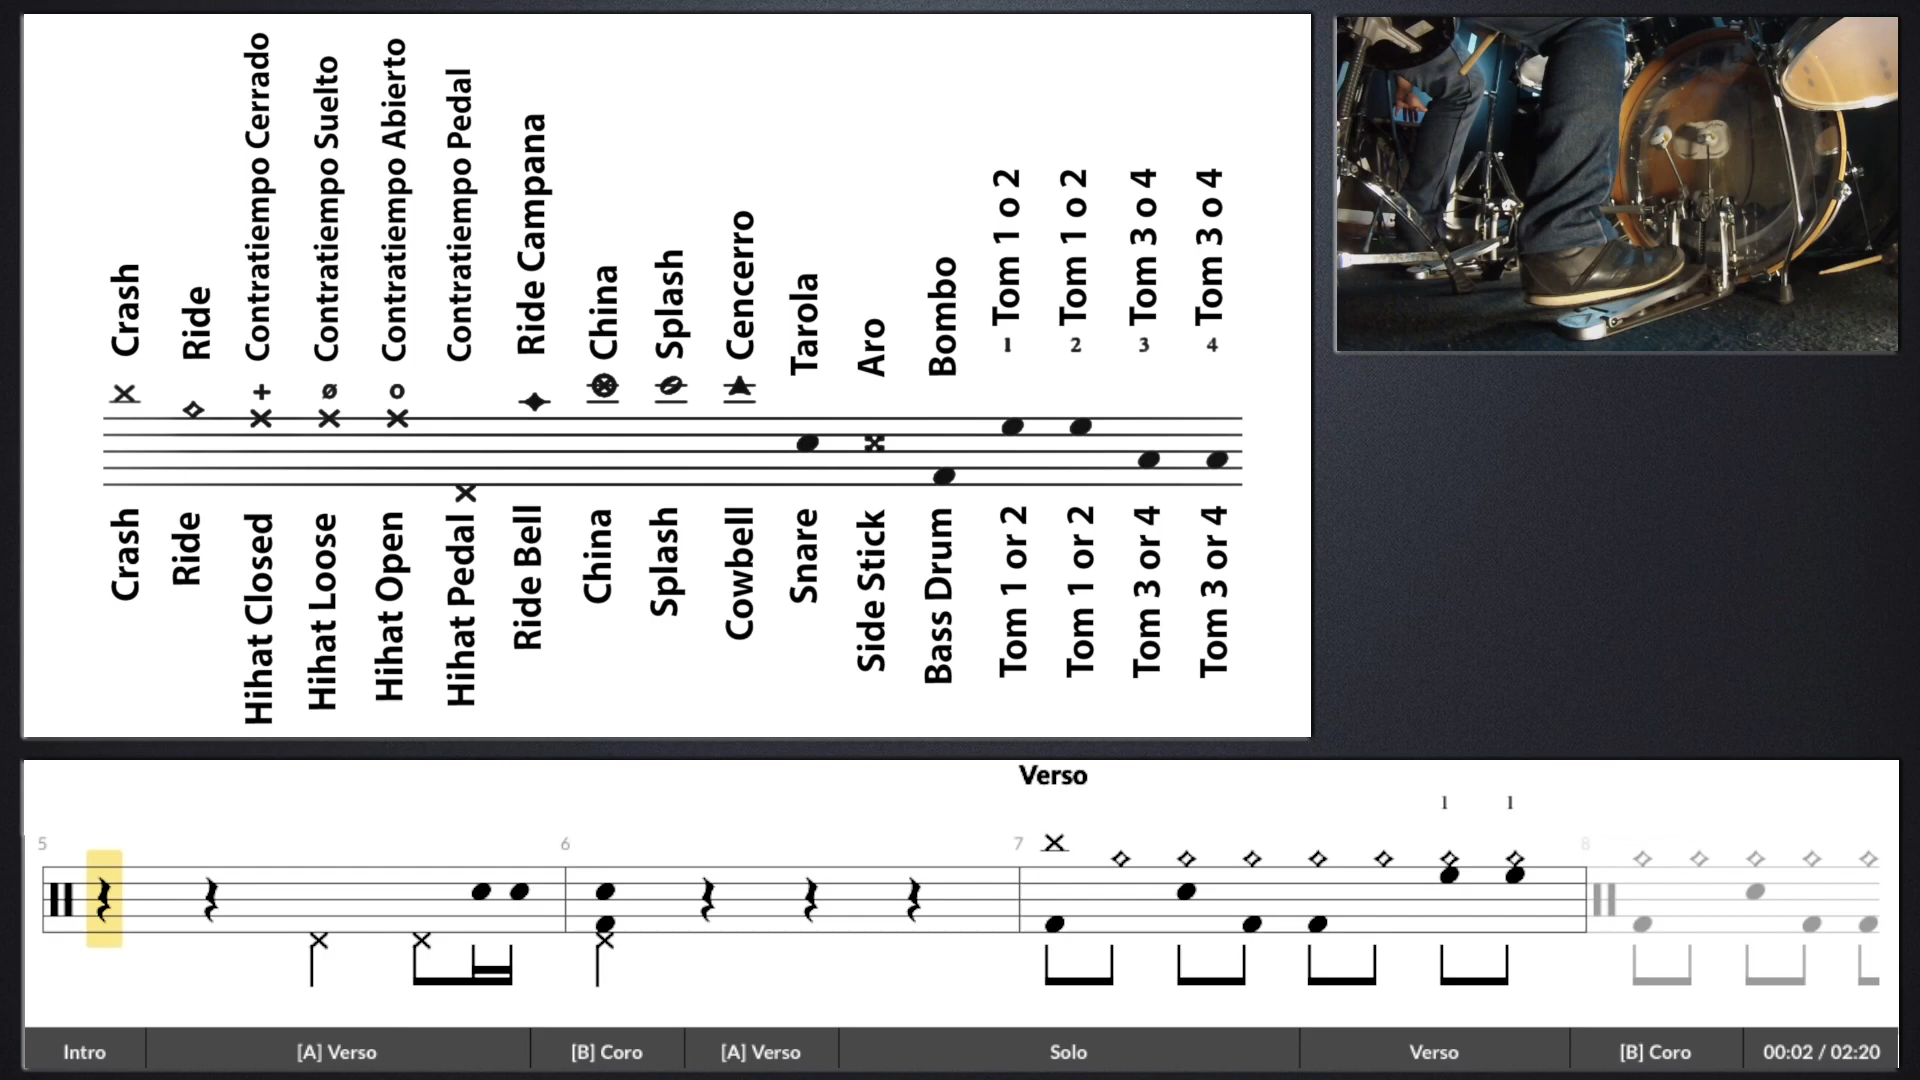 Crash
Ride
Contratiempo Cerrado
Contratiempo Suelto
Contratiempo Abierto
Contratiempo Pedal
Ride Campana
China
Splash
Cencerro
Tarola
Aro
Bombo
Tom 1 o 2
Tom 1 o 2
Tom 3 o 4
Tom 3 o 4
1 2 3 4
Crash
Ride
Hihat Closed
Hihat Loose
Hihat Open
Hihat Pedal
Ride Bell
China
Splash
Cowbell
Snare
Side Stick
Bass Drum
Tom 1 or 2
Tom 1 or 2
Tom 3 or 4
Tom 3 or 4
Verso
1 1
5 6 7 8
Intro [A] Verso [B] Coro [A] Verso Solo Verso [B] Coro 00:02 / 02:20